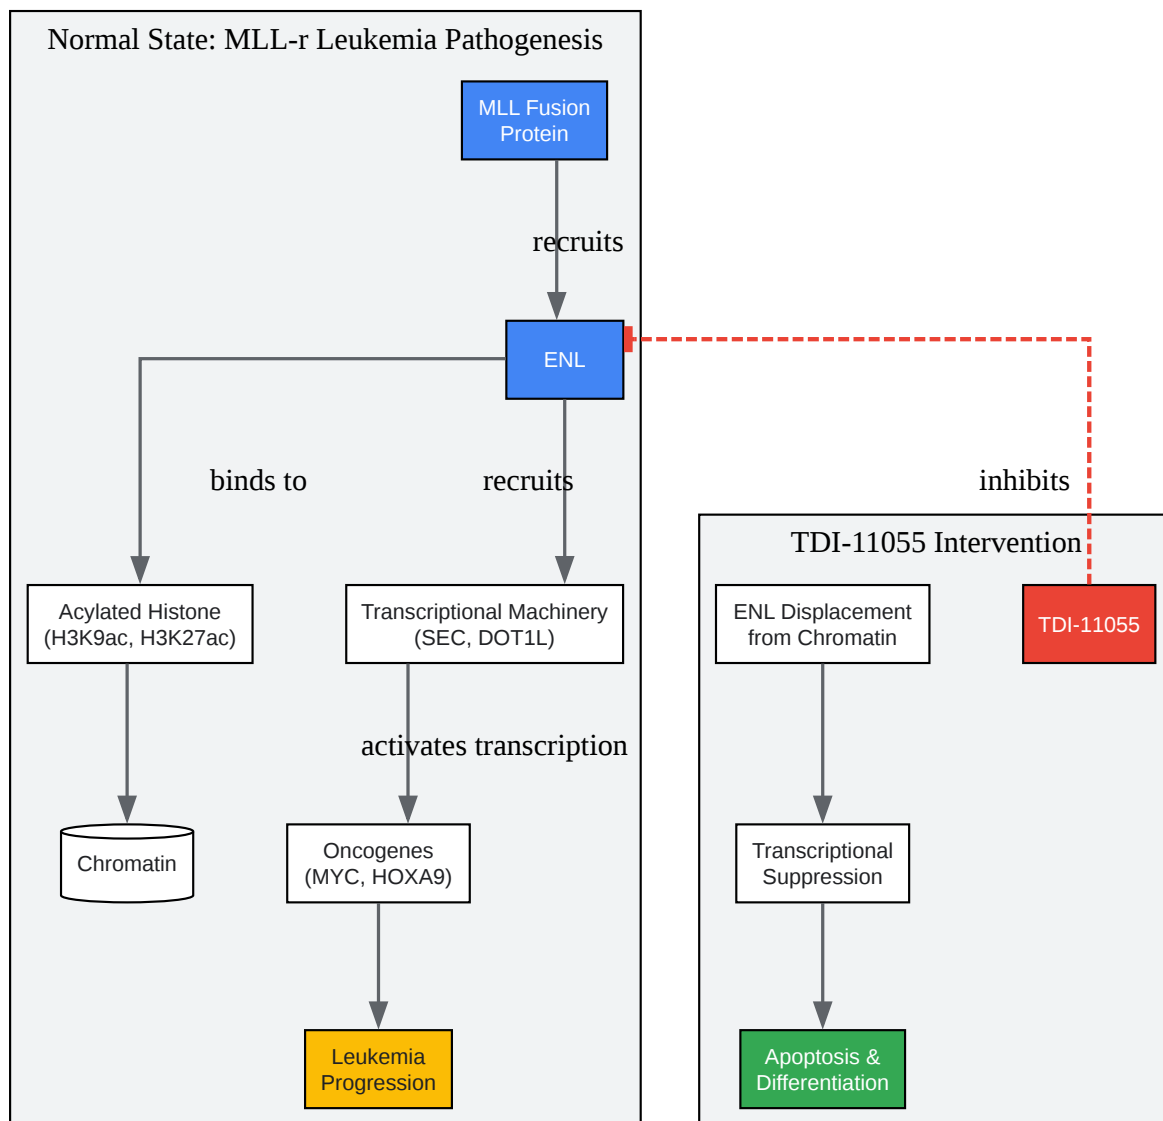 Normal State: MLL-r Leukemia Pathogenesis
MLL Fusion
Protein
recruits
ENL
binds to
recruits
inhibits
TDI-11055 Intervention
Acylated Histone
(H3K9ac, H3K27ac)
Transcriptional Machinery
(SEC, DOT1L)
ENL Displacement
from Chromatin
TDI-11055
activates transcription
Chromatin
Oncogenes
(MYC, HOXA9)
Transcriptional
Suppression
Leukemia
Progression
Apoptosis &
Differentiation